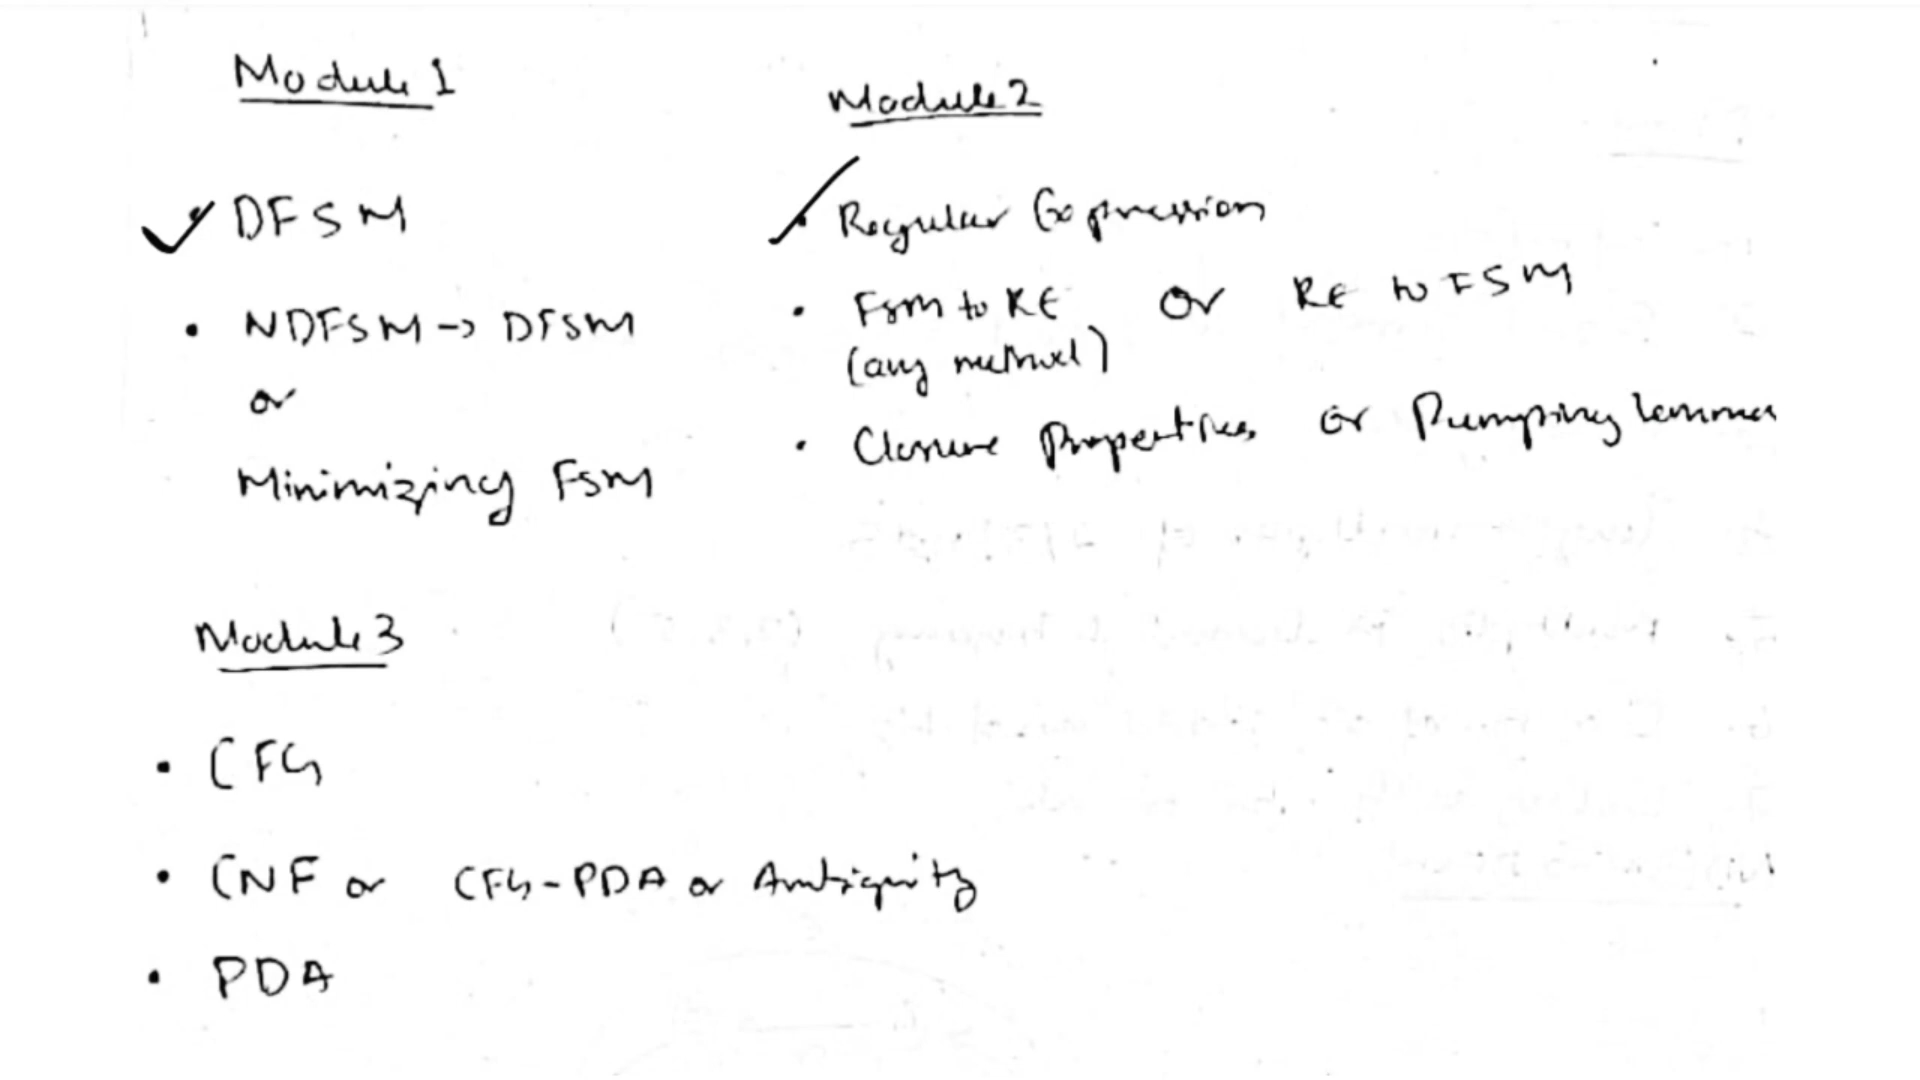 Module 1
DFSM
• NDFSM -> DFSM
or
Minimizing FSM
Module 2
• Regular Expression
• FSM to RE or RE to FSM
(any method)
• Closure Properties or Pumping lemma
Module 3
• CFG
• CNF or CFG-PDA or Ambiguity
• PDA